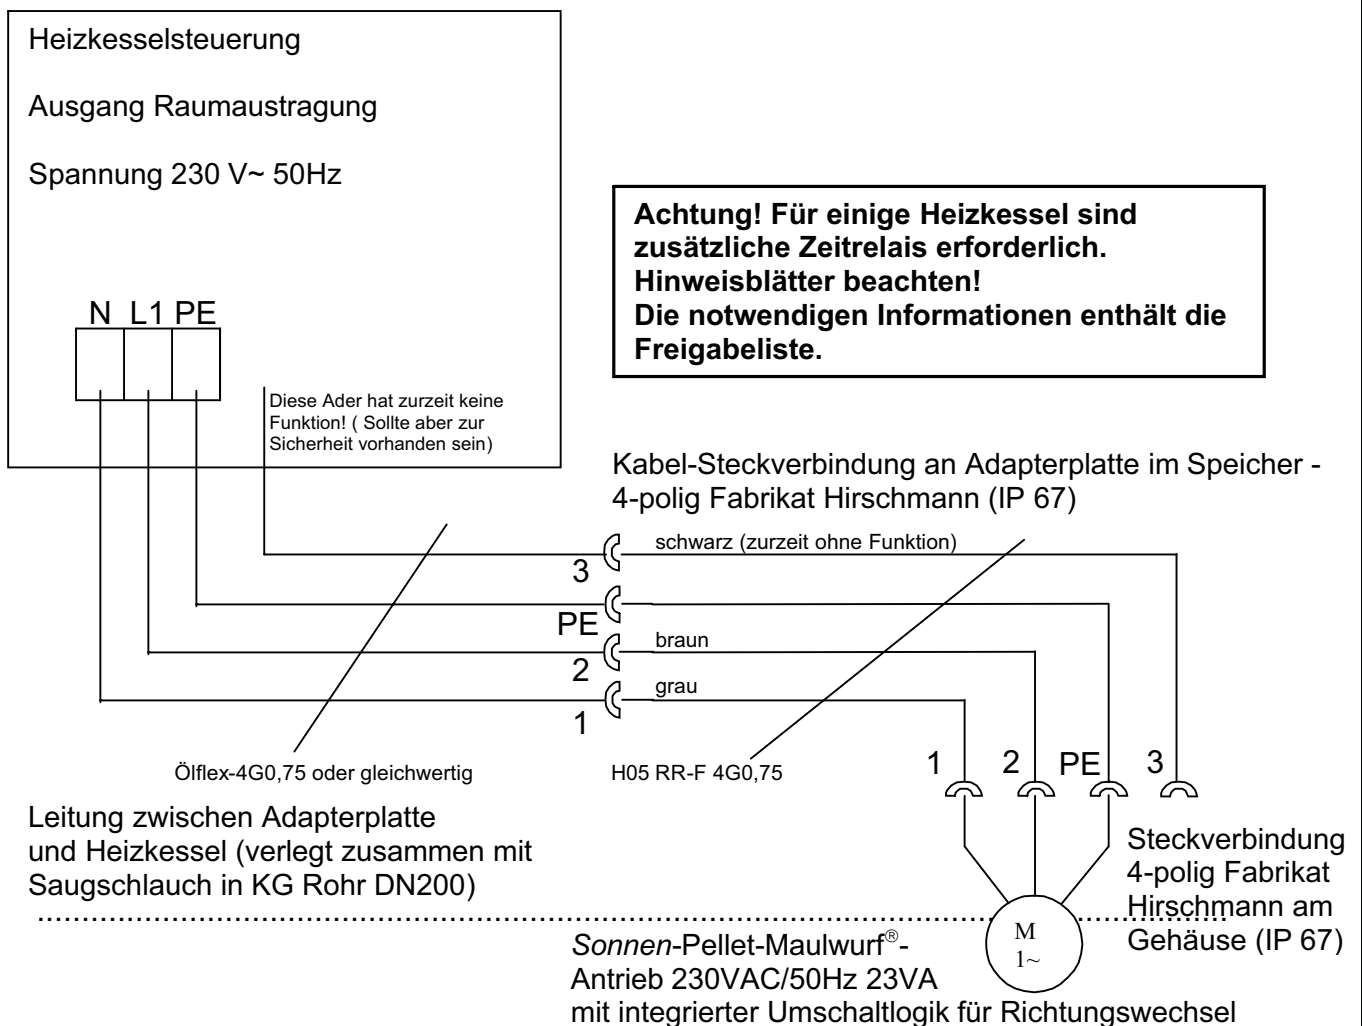 Heizkesselsteuerung
Ausgang Raumaustragung
Spannung 230 V~ 50Hz
Achtung! Für einige Heizkessel sind
zusätzliche Zeitrelais erforderlich.
Hinweisblätter beachten!
Die notwendigen Informationen enthält die
Freigabeliste.
N L1 PE
Diese Ader hat zurzeit keine
Funktion! ( Sollte aber zur
Sicherheit vorhanden sein)
Kabel-Steckverbindung an Adapterplatte im Speicher -
4-polig Fabrikat Hirschmann (IP 67)
schwarz (zurzeit ohne Funktion)
3
PE
braun
2
grau
1
Ölflex-4G0,75 oder gleichwertig
H05 RR-F 4G0,75
1 2 PE 3
Leitung zwischen Adapterplatte
und Heizkessel (verlegt zusammen mit
Saugschlauch in KG Rohr DN200)
Steckverbindung
4-polig Fabrikat
Hirschmann am
Gehäuse (IP 67)
M
1~
Sonnen-Pellet-Maulwurf®-
Antrieb 230VAC/50Hz 23VA
mit integrierter Umschaltlogik für Richtungswechsel